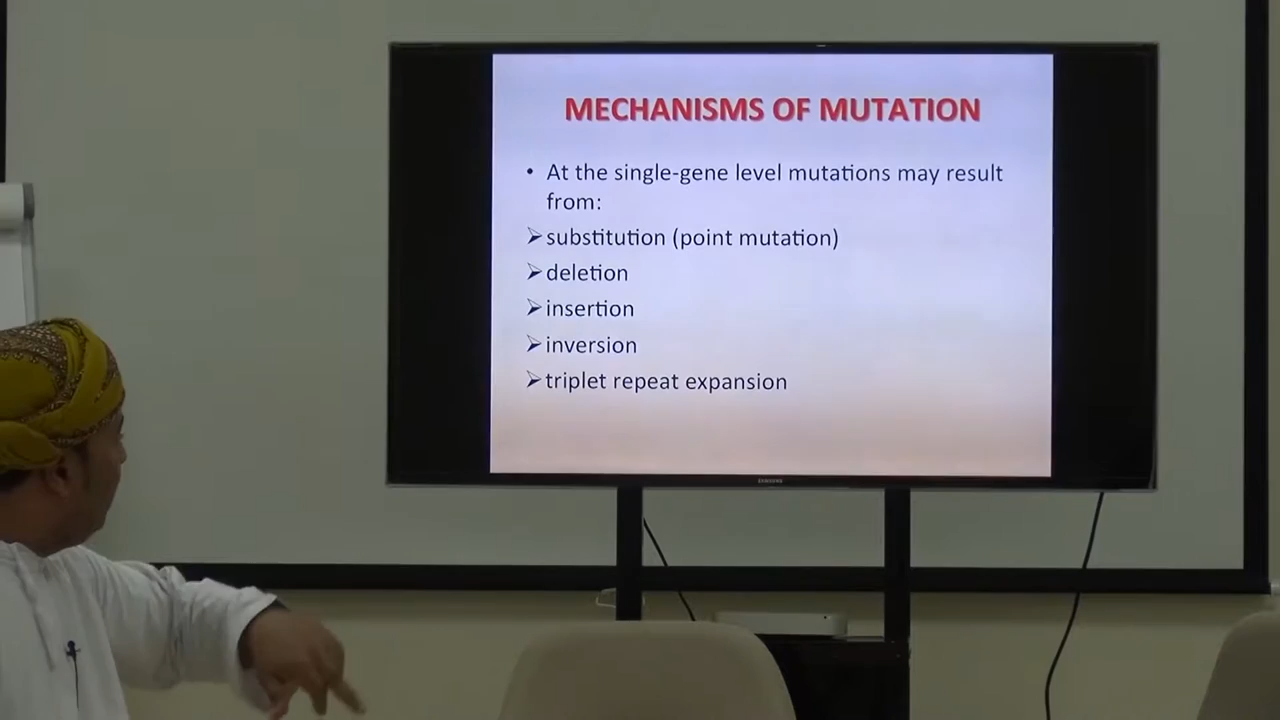 MECHANISMS OF MUTATION
• At the single-gene level mutations may result
from:
➢substitution (point mutation)
➢deletion
➢insertion
➢inversion
➢triplet repeat expansion
SAMSUNG